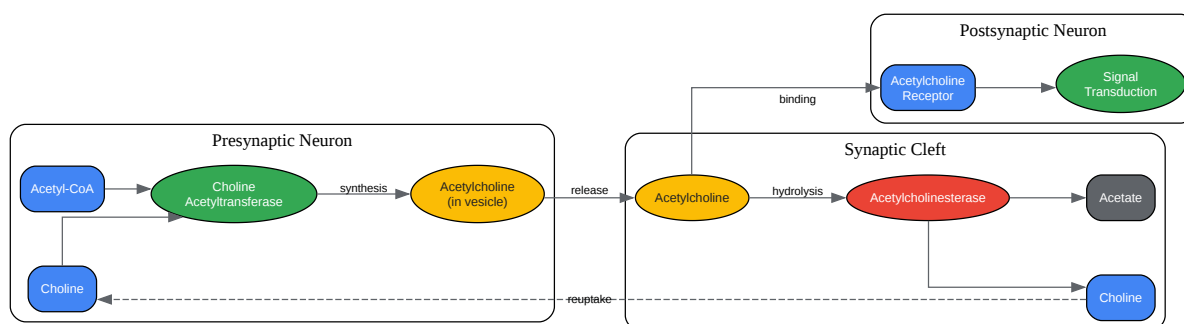 Postsynaptic Neuron
Acetylcholine
Receptor
Signal
Transduction
binding
Presynaptic Neuron
Acetyl-CoA
Choline
Acetyltransferase
synthesis
Acetylcholine
(in vesicle)
release
Choline
reuptake
Synaptic Cleft
Acetylcholine
hydrolysis
Acetylcholinesterase
Acetate
Choline